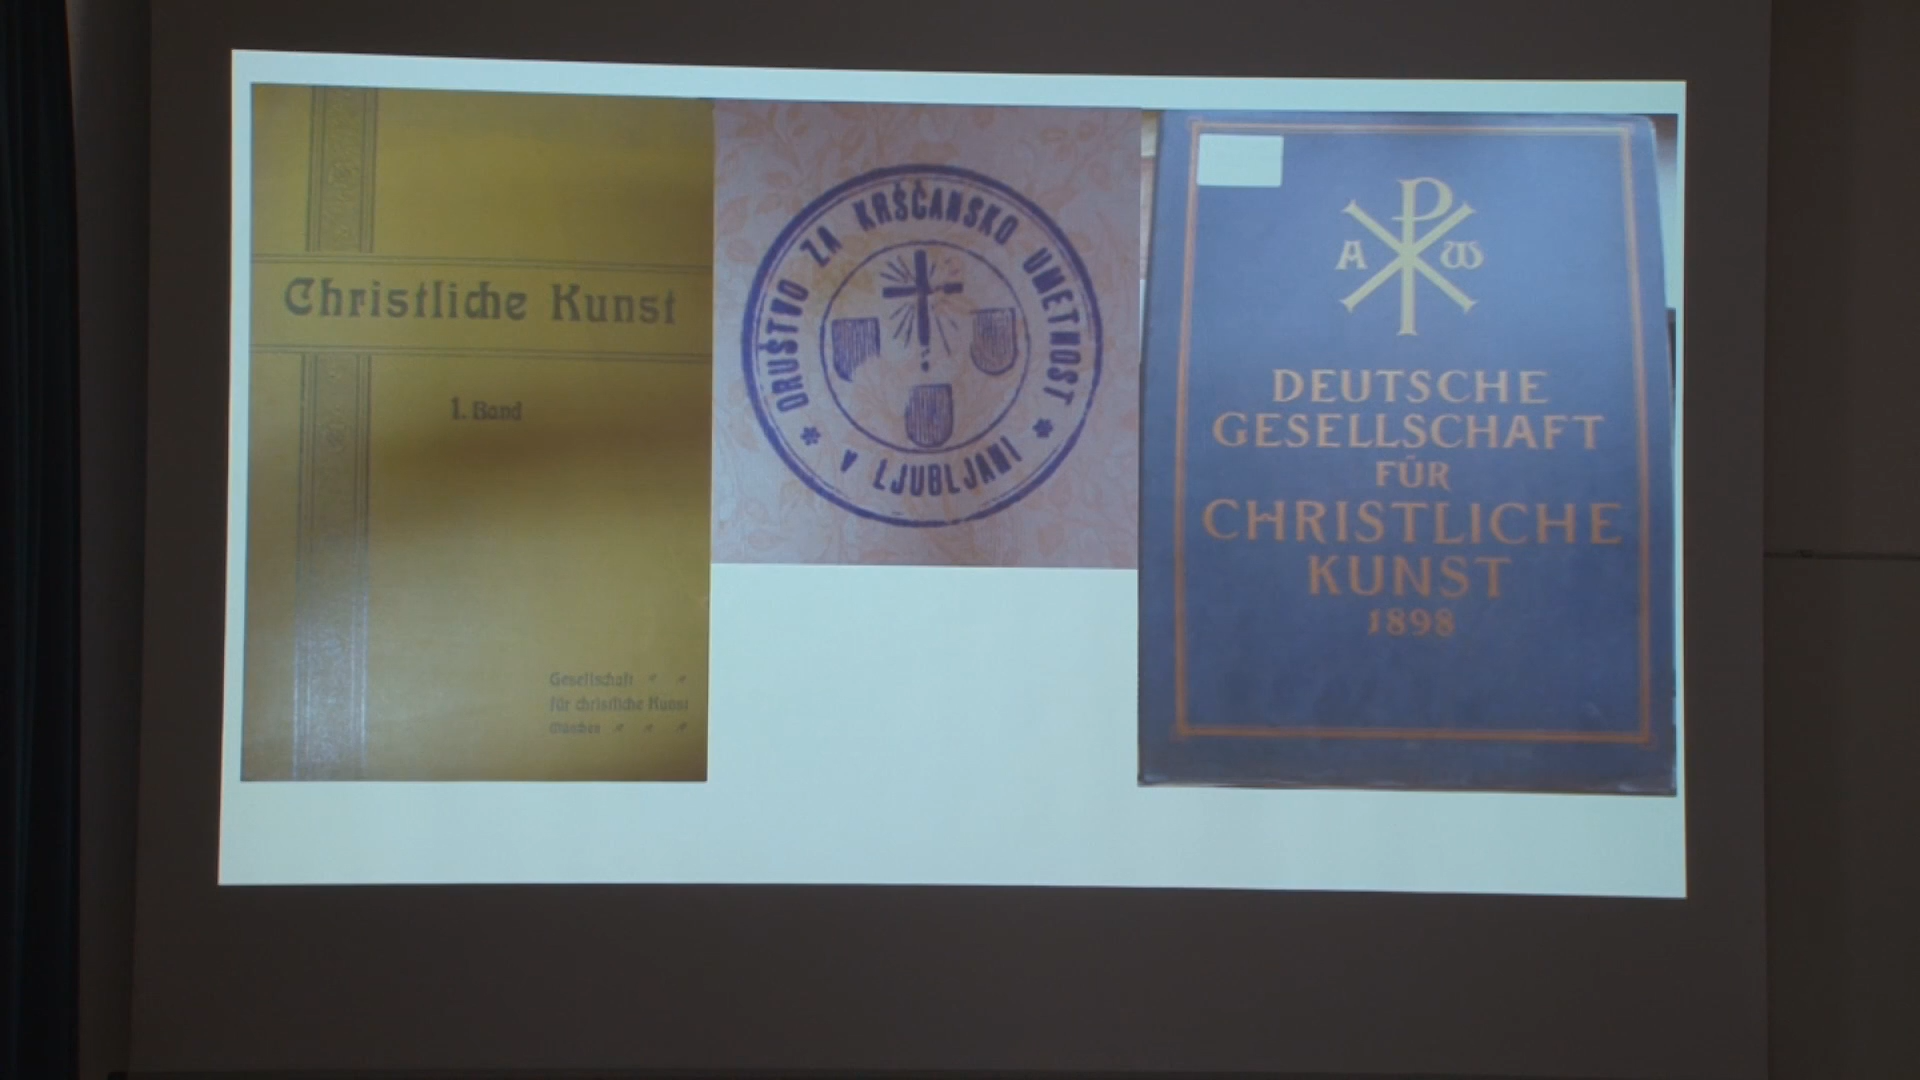 Christliche Kunst
1. Band
Gesellschaft
für christliche Kunst
München
DRUŠTVO ZA KRŠČANSKO UMETNOST
V LJUBLJANI
P
A ω
DEUTSCHE
GESELLSCHAFT
FÜR
CHRISTLICHE
KUNST
1898